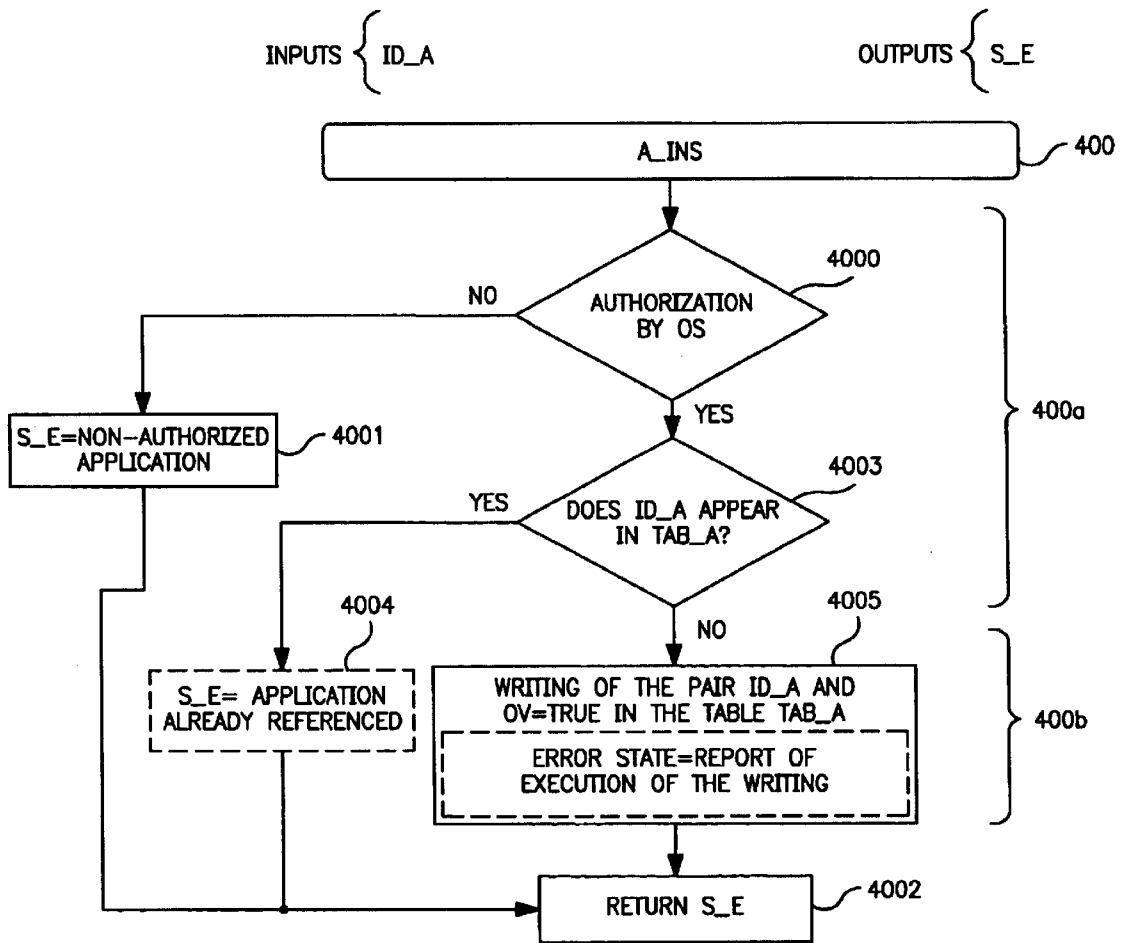 INPUTS { ID_A
OUTPUTS { S_E
A_INS
400
4000
NO
AUTHORIZATION
BY OS
YES
400a
S_E=NON-AUTHORIZED
APPLICATION
4001
4003
YES
DOES ID_A APPEAR
IN TAB_A?
4004
NO
4005
S_E= APPLICATION
ALREADY REFERENCED
WRITING OF THE PAIR ID_A AND
OV=TRUE IN THE TABLE TAB_A
400b
ERROR STATE=REPORT OF
EXECUTION OF THE WRITING
RETURN S_E
4002